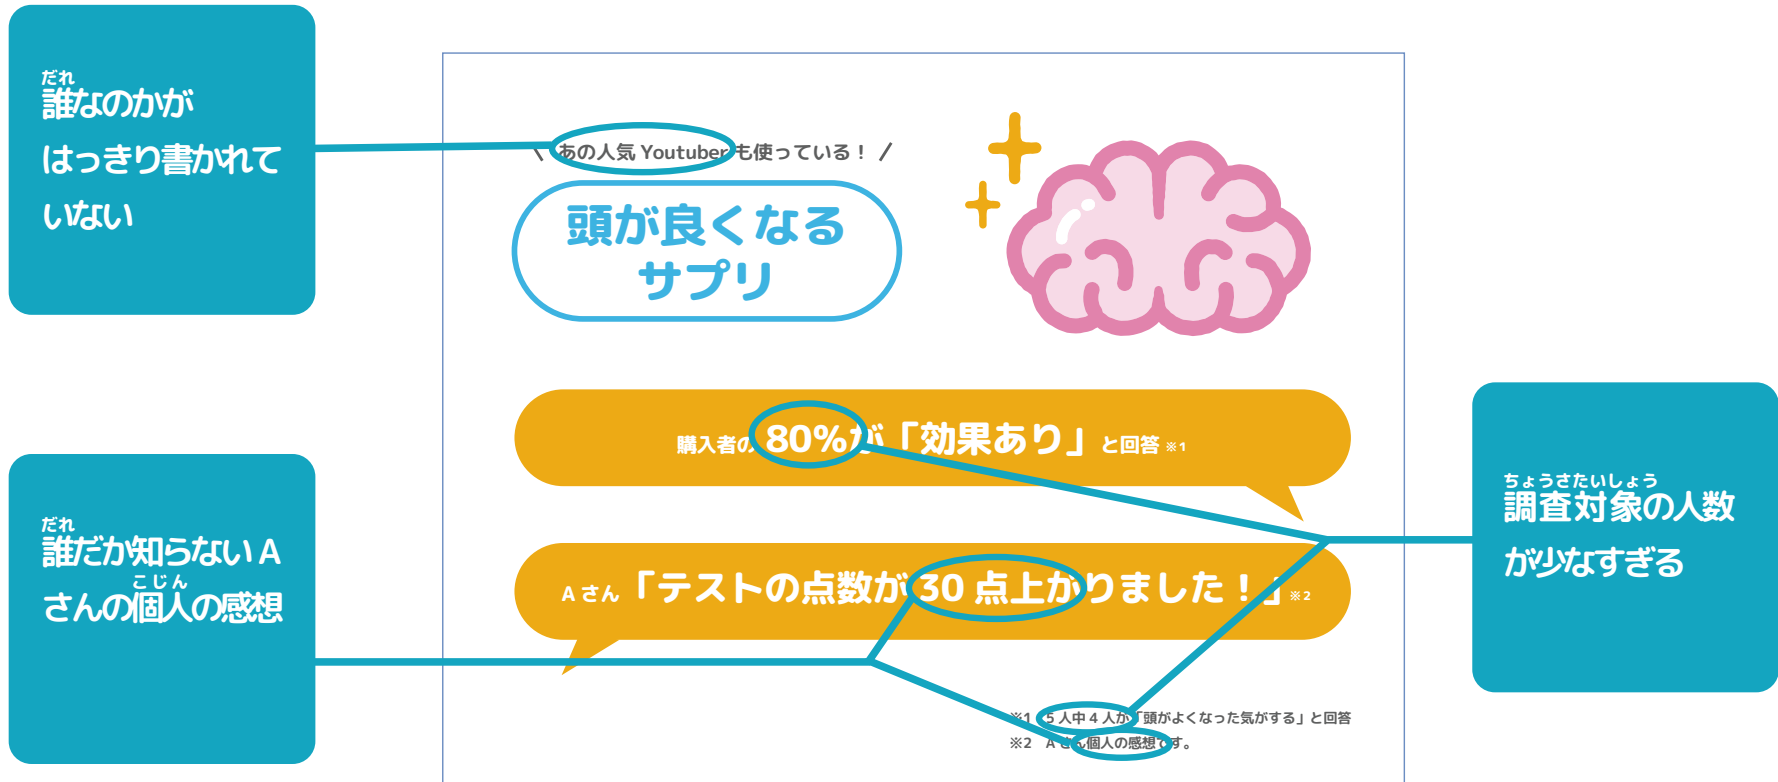 だれ
誰なのかが
はっきり書かれて
いない
\ あの人気 Youtuber も使っている！ /
頭が良くなる
サプリ
購入者の 80%が「効果あり」と回答 ※1
だれ
誰だか知らない A
こじん
さんの個人の感想
A さん「テストの点数が 30 点上がりました！」※2
ちょうさたいしょう
調査対象の人数
が少なすぎる
※1 5 人中 4 人が「頭がよくなった気がする」と回答
※2 A さん個人の感想です。